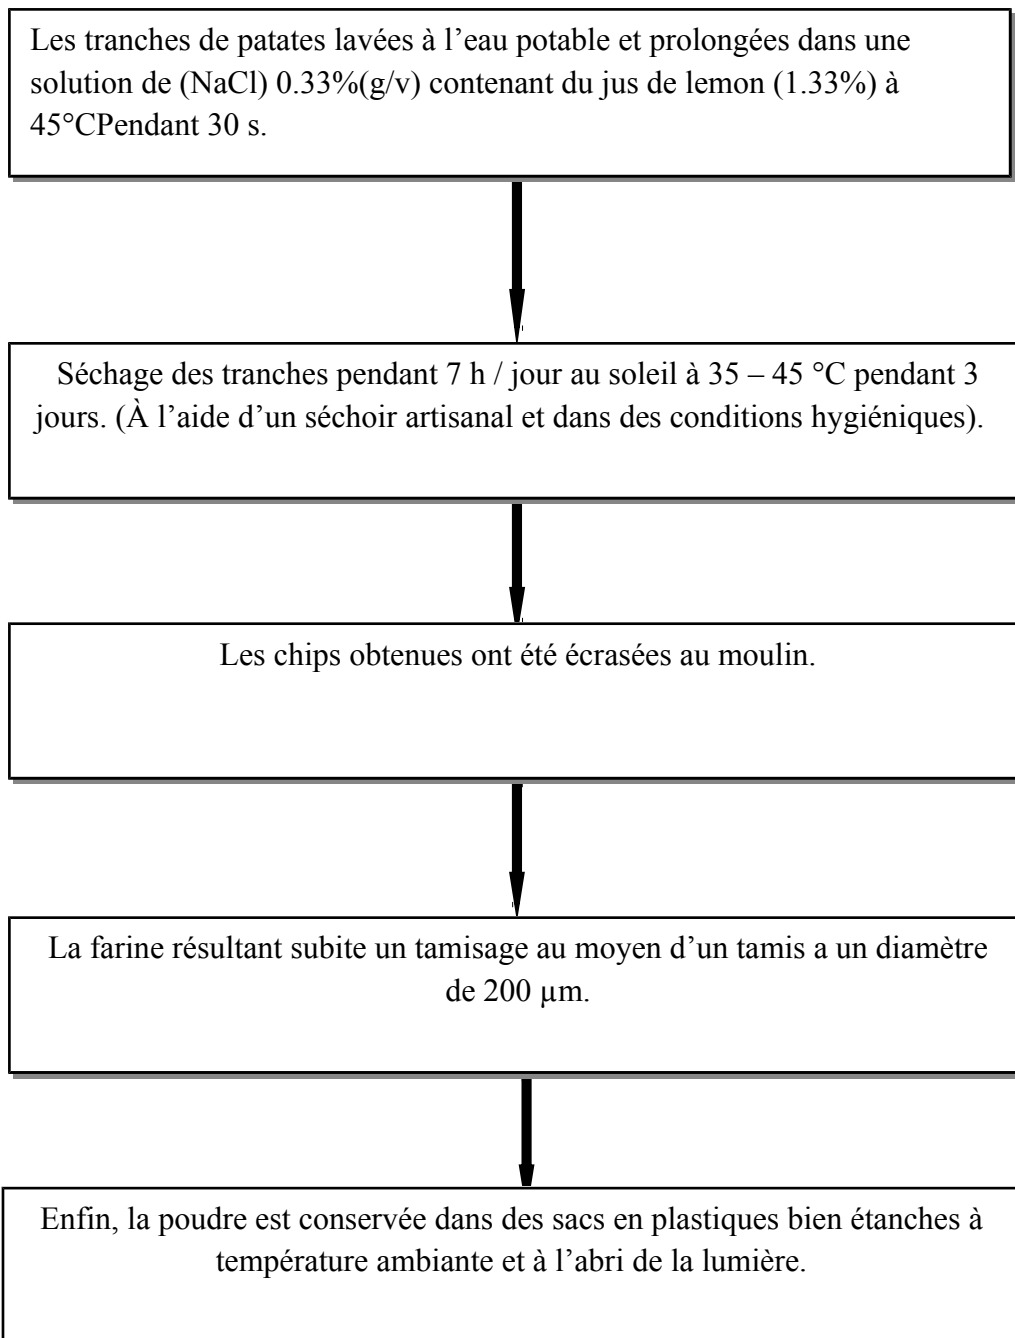 Les tranches de patates lavées à l’eau potable et prolongées dans une
solution de (NaCl) 0.33%(g/v) contenant du jus de lemon (1.33%) à
45°CPendant 30 s.
Séchage des tranches pendant 7 h / jour au soleil à 35 – 45 °C pendant 3
jours. (À l’aide d’un séchoir artisanal et dans des conditions hygiéniques).
Les chips obtenues ont été écrasées au moulin.
La farine résultant subite un tamisage au moyen d’un tamis a un diamètre
de 200 µm.
Enfin, la poudre est conservée dans des sacs en plastiques bien étanches à
température ambiante et à l’abri de la lumière.